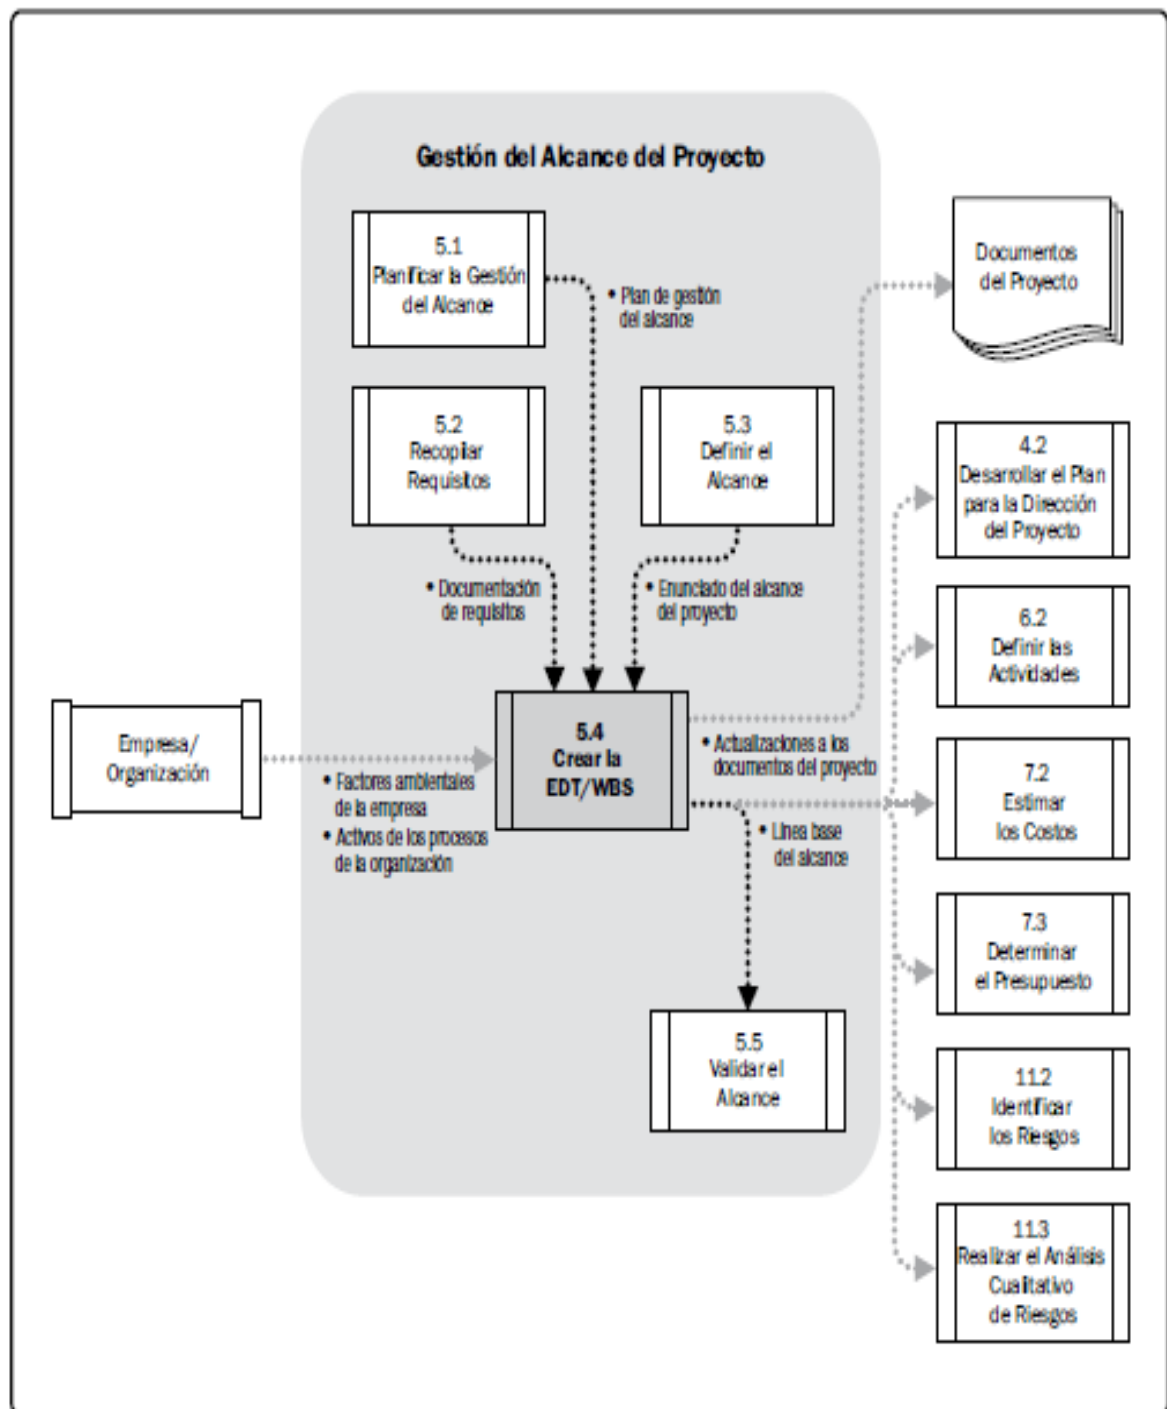 Gestión del Alcance del Proyecto
5.1
Planificar la Gestión
del Alcance
• Plan de gestión
del alcance
Documentos
del Proyecto
5.2
Recopilar
Requisitos
5.3
Definir el
Alcance
4.2
Desarrollar el Plan
para la Dirección
del Proyecto
• Documentación
de requisitos
• Enunciado del alcance
del proyecto
6.2
Definir las
Actividades
Empresa/
Organización
• Factores ambientales
de la empresa
• Activos de los procesos
de la organización
5.4
Crear la
EDT/WBS
• Actualizaciones a los
documentos del proyecto
• Línea base
del alcance
7.2
Estimar
los Costos
7.3
Determinar
el Presupuesto
5.5
Validar el
Alcance
11.2
Identificar
los Riesgos
11.3
Realizar el Análisis
Cualitativo
de Riesgos